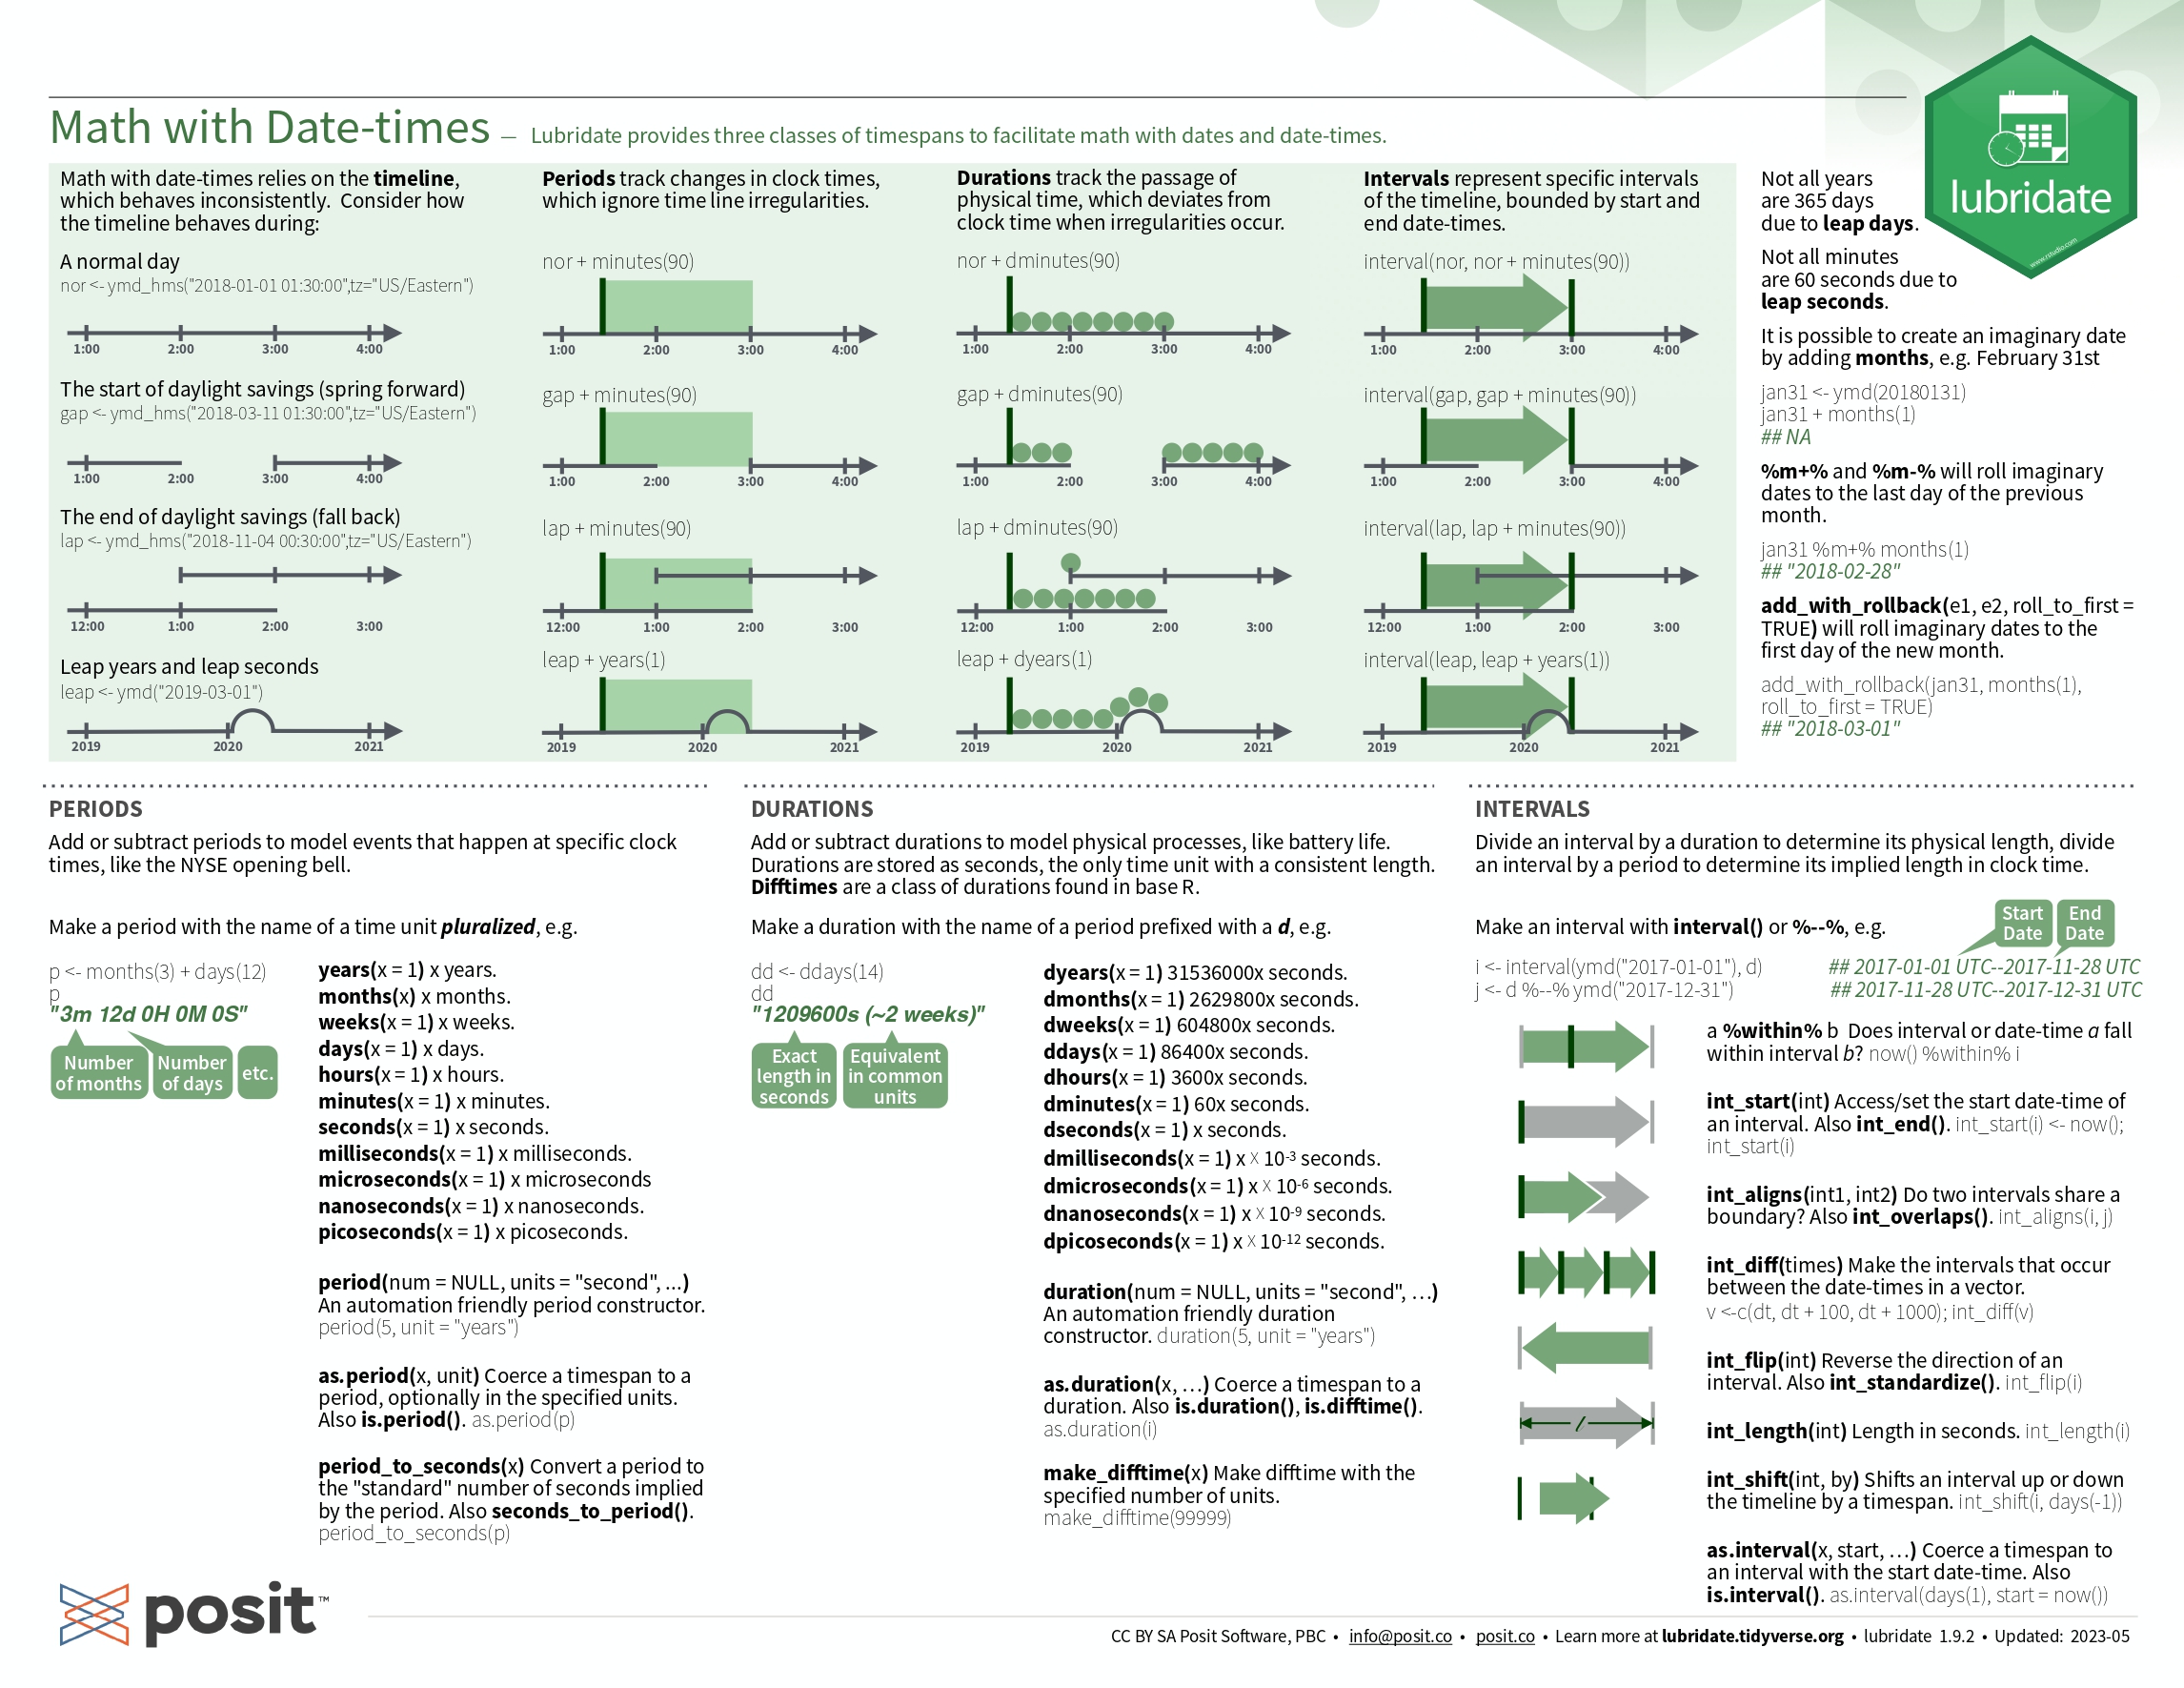 Math with Date-times – Lubridate provides three classes of timespans to facilitate math with dates and date-times.
lubridate
www.rstudio.com
Math with date-times relies on the timeline,
which behaves inconsistently. Consider how
the timeline behaves during:
A normal day
nor <- ymd_hms("2018-01-01 01:30:00",tz="US/Eastern")
1:00 2:00 3:00 4:00
The start of daylight savings (spring forward)
gap <- ymd_hms("2018-03-11 01:30:00",tz="US/Eastern")
1:00 2:00 3:00 4:00
The end of daylight savings (fall back)
lap <- ymd_hms("2018-11-04 00:30:00",tz="US/Eastern")
12:00 1:00 2:00 3:00
Leap years and leap seconds
leap <- ymd("2019-03-01")
2019 2020 2021
Periods track changes in clock times,
which ignore time line irregularities.
nor + minutes(90)
1:00 2:00 3:00 4:00
gap + minutes(90)
1:00 2:00 3:00 4:00
lap + minutes(90)
12:00 1:00 2:00 3:00
leap + years(1)
2019 2020 2021
Durations track the passage of
physical time, which deviates from
clock time when irregularities occur.
nor + dminutes(90)
1:00 2:00 3:00 4:00
gap + dminutes(90)
1:00 2:00 3:00 4:00
lap + dminutes(90)
12:00 1:00 2:00 3:00
leap + dyears(1)
2019 2020 2021
Intervals represent specific intervals
of the timeline, bounded by start and
end date-times.
interval(nor, nor + minutes(90))
1:00 2:00 3:00 4:00
interval(gap, gap + minutes(90))
1:00 2:00 3:00 4:00
interval(lap, lap + minutes(90))
12:00 1:00 2:00 3:00
interval(leap, leap + years(1))
2019 2020 2021
Not all years
are 365 days
due to leap days.
Not all minutes
are 60 seconds due to
leap seconds.
It is possible to create an imaginary date
by adding months, e.g. February 31st
jan31 <- ymd(20180131)
jan31 + months(1)
## NA
%m+% and %m-% will roll imaginary
dates to the last day of the previous
month.
jan31 %m+% months(1)
## "2018-02-28"
add_with_rollback(e1, e2, roll_to_first =
TRUE) will roll imaginary dates to the
first day of the new month.
add_with_rollback(jan31, months(1),
roll_to_first = TRUE)
## "2018-03-01"
PERIODS
Add or subtract periods to model events that happen at specific clock
times, like the NYSE opening bell.
Make a period with the name of a time unit pluralized, e.g.
p <- months(3) + days(12)
p
"3m 12d 0H 0M 0S"
Number
of months
Number
of days
etc.
years(x = 1) x years.
months(x) x months.
weeks(x = 1) x weeks.
days(x = 1) x days.
hours(x = 1) x hours.
minutes(x = 1) x minutes.
seconds(x = 1) x seconds.
milliseconds(x = 1) x milliseconds.
microseconds(x = 1) x microseconds
nanoseconds(x = 1) x nanoseconds.
picoseconds(x = 1) x picoseconds.
period(num = NULL, units = "second", ...)
An automation friendly period constructor.
period(5, unit = "years")
as.period(x, unit) Coerce a timespan to a
period, optionally in the specified units.
Also is.period(). as.period(p)
period_to_seconds(x) Convert a period to
the "standard" number of seconds implied
by the period. Also seconds_to_period().
period_to_seconds(p)
DURATIONS
Add or subtract durations to model physical processes, like battery life.
Durations are stored as seconds, the only time unit with a consistent length.
Difftimes are a class of durations found in base R.
Make a duration with the name of a period prefixed with a d, e.g.
dd <- ddays(14)
dd
"1209600s (~2 weeks)"
Exact
length in
seconds
Equivalent
in common
units
dyears(x = 1) 31536000x seconds.
dmonths(x = 1) 2629800x seconds.
dweeks(x = 1) 604800x seconds.
ddays(x = 1) 86400x seconds.
dhours(x = 1) 3600x seconds.
dminutes(x = 1) 60x seconds.
dseconds(x = 1) x seconds.
dmilliseconds(x = 1) x ☓ 10⁻³ seconds.
dmicroseconds(x = 1) x ☓ 10⁻⁶ seconds.
dnanoseconds(x = 1) x ☓ 10⁻⁹ seconds.
dpicoseconds(x = 1) x ☓ 10⁻¹² seconds.
duration(num = NULL, units = "second", …)
An automation friendly duration
constructor. duration(5, unit = "years")
as.duration(x, …) Coerce a timespan to a
duration. Also is.duration(), is.difftime().
as.duration(i)
make_difftime(x) Make difftime with the
specified number of units.
make_difftime(99999)
INTERVALS
Divide an interval by a duration to determine its physical length, divide
an interval by a period to determine its implied length in clock time.
Make an interval with interval() or %--%, e.g.
Start
Date
End
Date
i <- interval(ymd("2017-01-01"), d) ## 2017-01-01 UTC--2017-11-28 UTC
j <- d %--% ymd("2017-12-31") ## 2017-11-28 UTC--2017-12-31 UTC
a %within% b Does interval or date-time a fall
within interval b? now() %within% i
int_start(int) Access/set the start date-time of
an interval. Also int_end(). int_start(i) <- now();
int_start(i)
int_aligns(int1, int2) Do two intervals share a
boundary? Also int_overlaps(). int_aligns(i, j)
int_diff(times) Make the intervals that occur
between the date-times in a vector.
v <-c(dt, dt + 100, dt + 1000); int_diff(v)
int_flip(int) Reverse the direction of an
interval. Also int_standardize(). int_flip(i)
l
int_length(int) Length in seconds. int_length(i)
int_shift(int, by) Shifts an interval up or down
the timeline by a timespan. int_shift(i, days(-1))
as.interval(x, start, …) Coerce a timespan to
an interval with the start date-time. Also
is.interval(). as.interval(days(1), start = now())
posit™
CC BY SA Posit Software, PBC • info@posit.co • posit.co • Learn more at lubridate.tidyverse.org • lubridate 1.9.2 • Updated: 2023-05